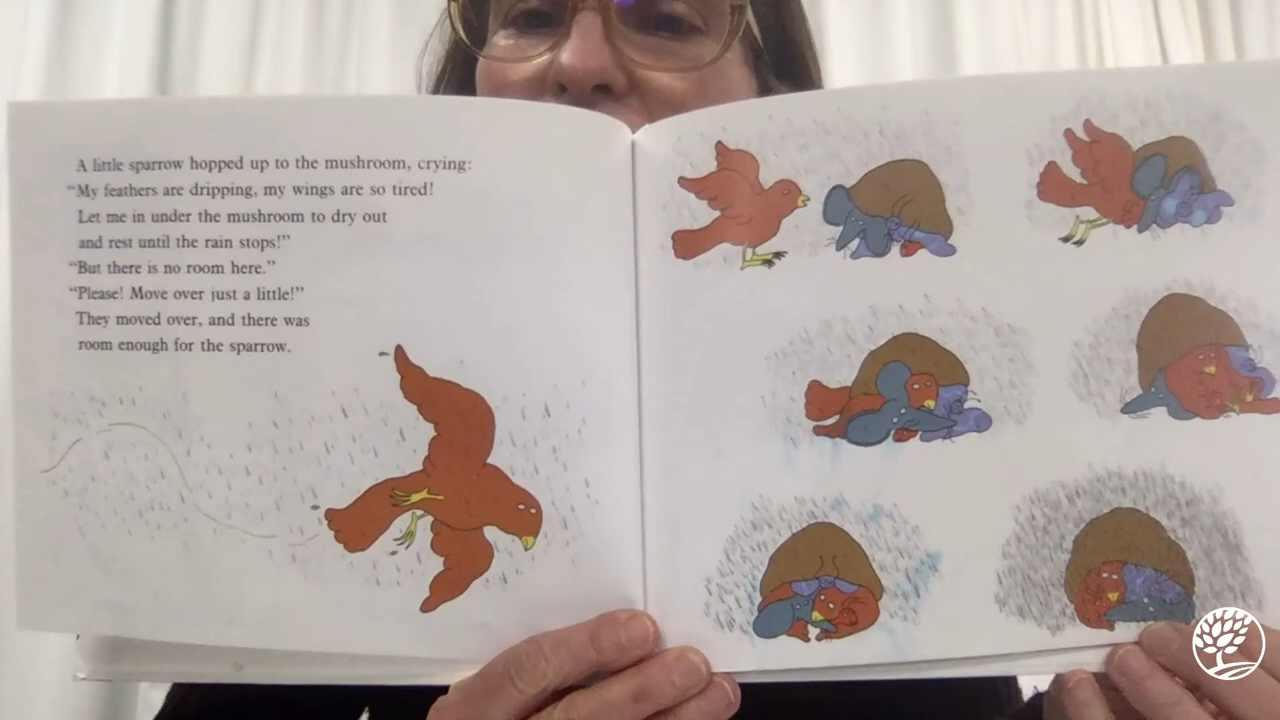 A little sparrow hopped up to the mushroom, crying:
“My feathers are dripping, my wings are so tired!
Let me in under the mushroom to dry out
and rest until the rain stops!”
“But there is no room here.”
“Please! Move over just a little!”
They moved over, and there was
room enough for the sparrow.